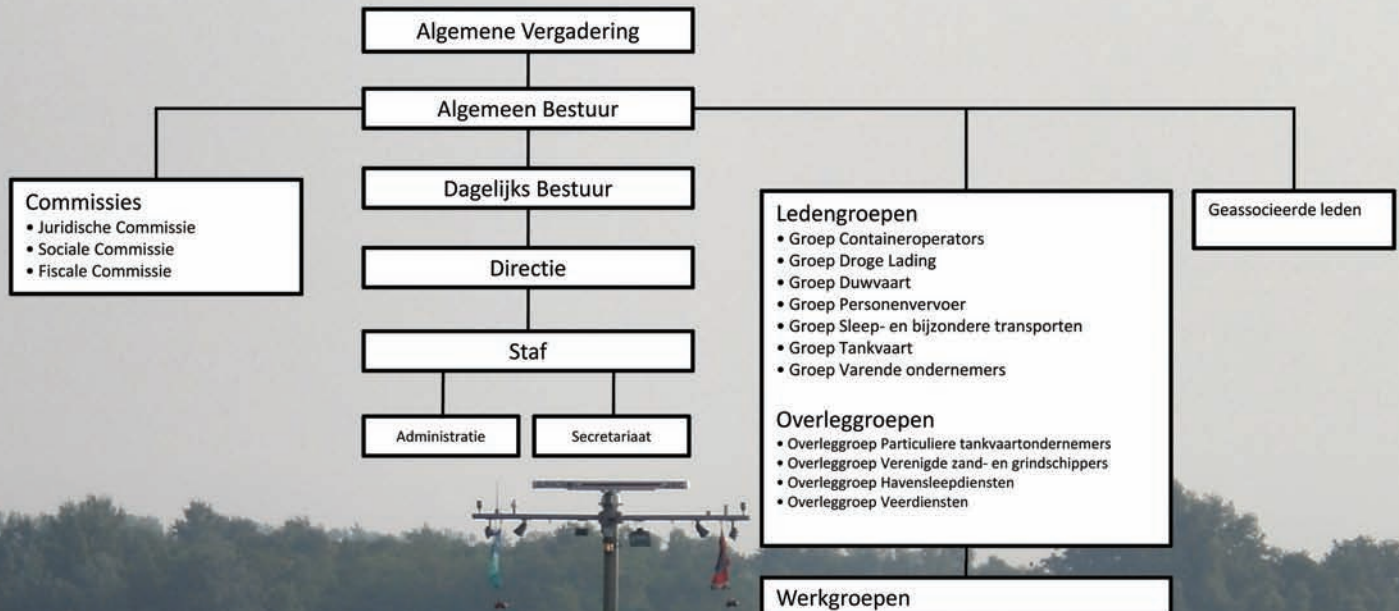 Algemene Vergadering
Algemeen Bestuur
Commissies
• Juridische Commissie
• Sociale Commissie
• Fiscale Commissie
Dagelijks Bestuur
Directie
Staf
Administratie
Secretariaat
Ledengroepen
• Groep Containeroperators
• Groep Droge Lading
• Groep Duwvaart
• Groep Personenvervoer
• Groep Sleep- en bijzondere transporten
• Groep Tankvaart
• Groep Varende ondernemers
Overleggroepen
• Overleggroep Particuliere tankvaartondernemers
• Overleggroep Verenigde zand- en grindschippers
• Overleggroep Havensleepdiensten
• Overleggroep Veerdiensten
Geassocieerde leden
Werkgroepen